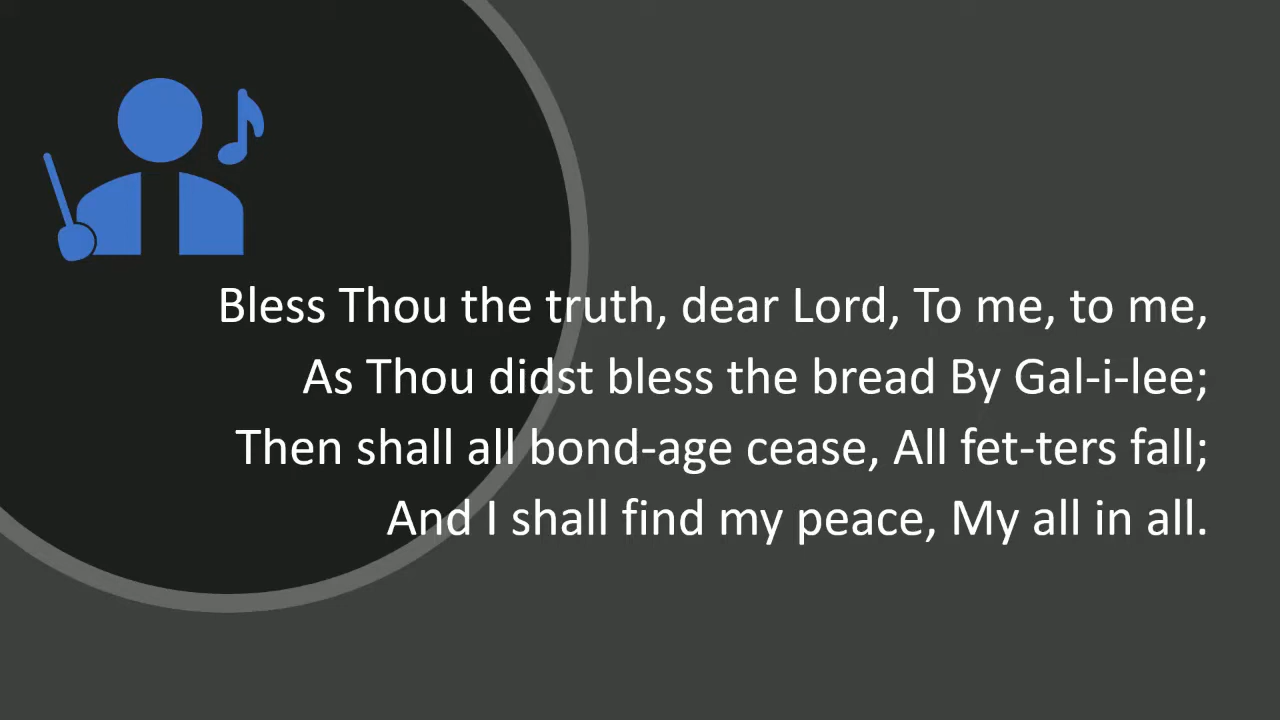 Bless Thou the truth, dear Lord, To me, to me,
As Thou didst bless the bread By Gal-i-lee;
Then shall all bond-age cease, All fet-ters fall;
And I shall find my peace, My all in all.